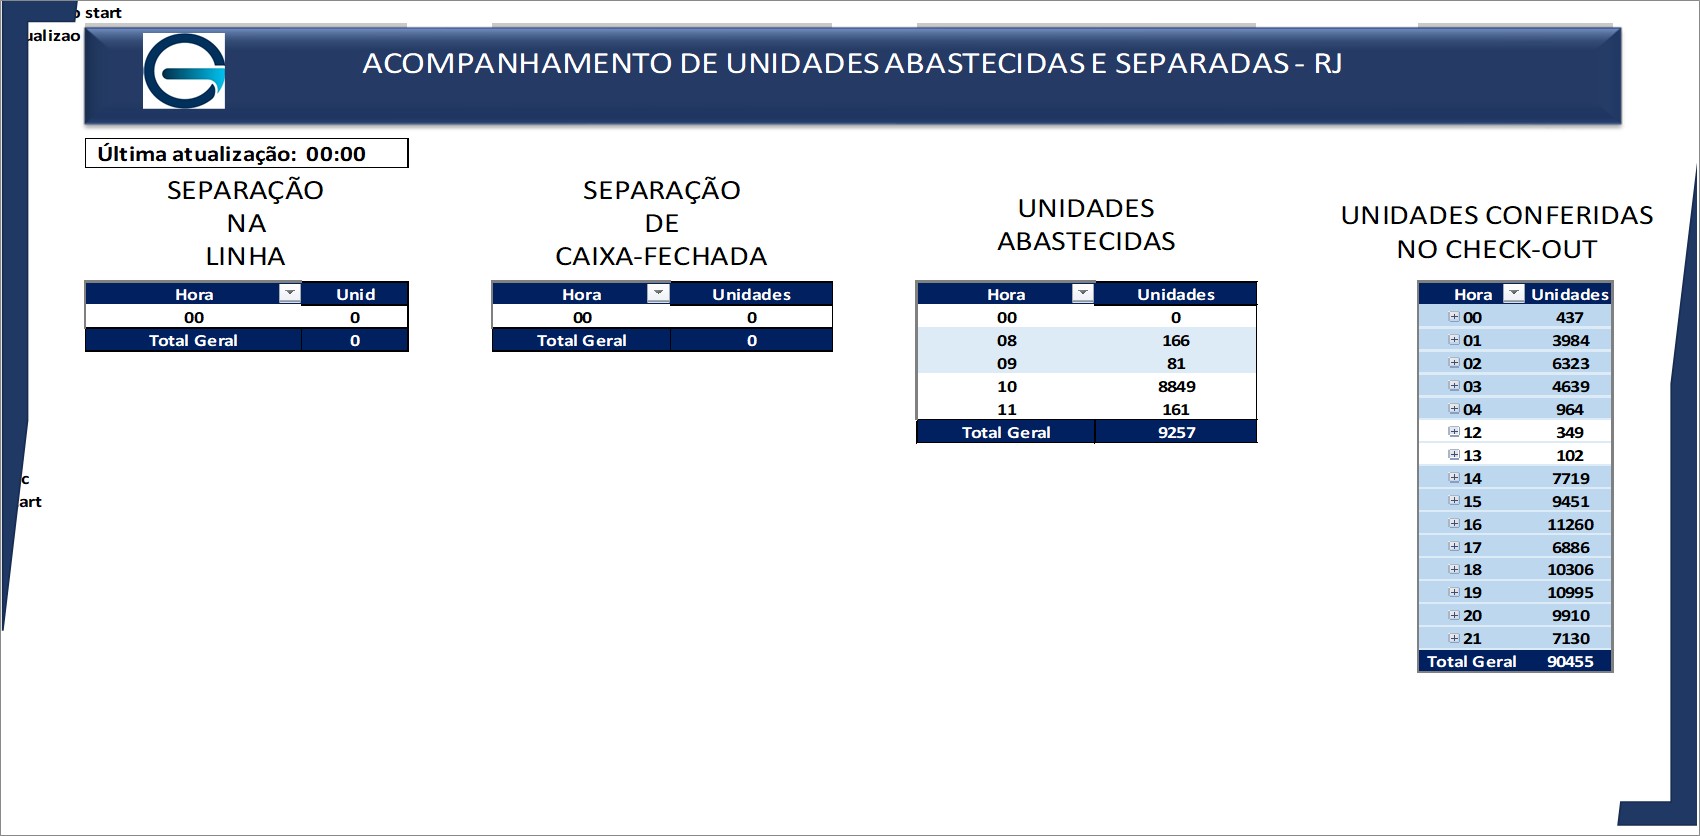 start
ualizao
ACOMPANHAMENTO DE UNIDADES ABASTECIDAS E SEPARADAS - RJ
Última atualização: 00:00
SEPARAÇÃO
NA
LINHA
Hora Unid
00 0
Total Geral 0
SEPARAÇÃO
DE
CAIXA-FECHADA
Hora Unidades
00 0
Total Geral 0
UNIDADES
ABASTECIDAS
Hora Unidades
00 0
08 166
09 81
10 8849
11 161
Total Geral 9257
UNIDADES CONFERIDAS
NO CHECK-OUT
Hora Unidades
00 437
01 3984
02 6323
03 4639
04 964
12 349
13 102
14 7719
15 9451
16 11260
17 6886
18 10306
19 10995
20 9910
21 7130
Total Geral 90455
c
art